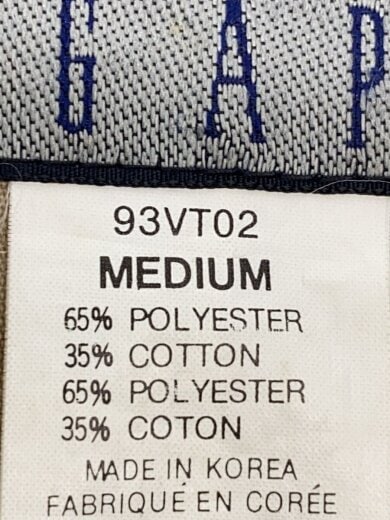 GAP
93VT02
MEDIUM
65% POLYESTER
35% COTTON
65% POLYESTER
35% COTON
MADE IN KOREA
FABRIQUÉ EN CORÉE